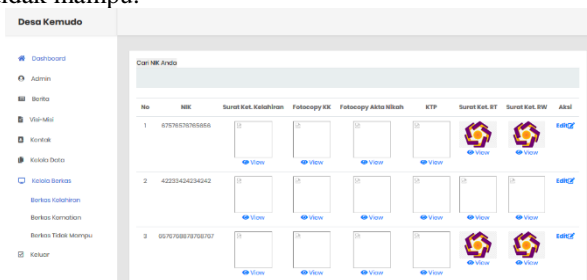 tidak mampu.
Desa Kemudo
Dashboard
Admin
Berita
Visi-Misi
Kontak
Kelola Data
Kelola Berkas
Berkas Kelahiran
Berkas Kematian
Berkas Tidak Mampu
Keluar
Cari NIK Anda
No NIK Surat Ket. Kelahiran Fotocopy KK Fotocopy Akta Nikah KTP Surat Ket. RT Surat Ket. RW Aksi
1 67576576765656 Edit
View View View View View View
2 42233424234242 Edit
View View View View View View
3 Edit
View View View View View View